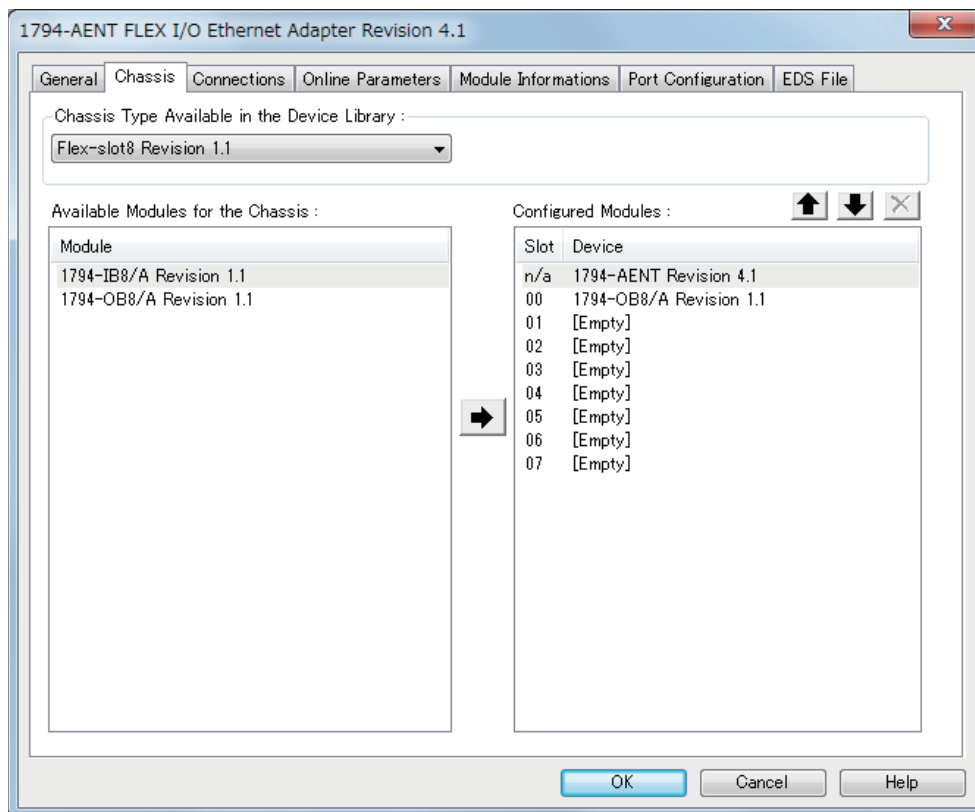 1794-AENT FLEX I/O Ethernet Adapter Revision 4.1
General Chassis Connections Online Parameters Module Informations Port Configuration EDS File
Chassis Type Available in the Device Library :
Flex-slot8 Revision 1.1
Available Modules for the Chassis :
Module
1794-IB8/A Revision 1.1
1794-OB8/A Revision 1.1
Configured Modules :
Slot Device
n/a 1794-AENT Revision 4.1
00 1794-OB8/A Revision 1.1
01 [Empty]
02 [Empty]
03 [Empty]
04 [Empty]
05 [Empty]
06 [Empty]
07 [Empty]
OK Cancel Help